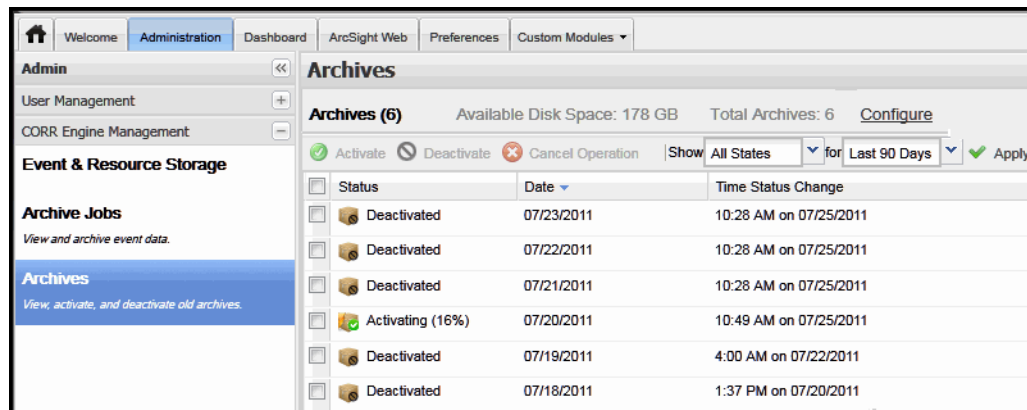 Welcome Administration Dashboard ArcSight Web Preferences Custom Modules
Admin
User Management
CORR Engine Management
Event & Resource Storage
Archive Jobs
View and archive event data.
Archives
View, activate, and deactivate old archives.
Archives
Archives (6) Available Disk Space: 178 GB Total Archives: 6 Configure
Activate Deactivate Cancel Operation Show All States for Last 90 Days Apply
Status Date Time Status Change
Deactivated 07/23/2011 10:28 AM on 07/25/2011
Deactivated 07/22/2011 10:28 AM on 07/25/2011
Deactivated 07/21/2011 10:28 AM on 07/25/2011
Activating (16%) 07/20/2011 10:49 AM on 07/25/2011
Deactivated 07/19/2011 4:00 AM on 07/22/2011
Deactivated 07/18/2011 1:37 PM on 07/20/2011